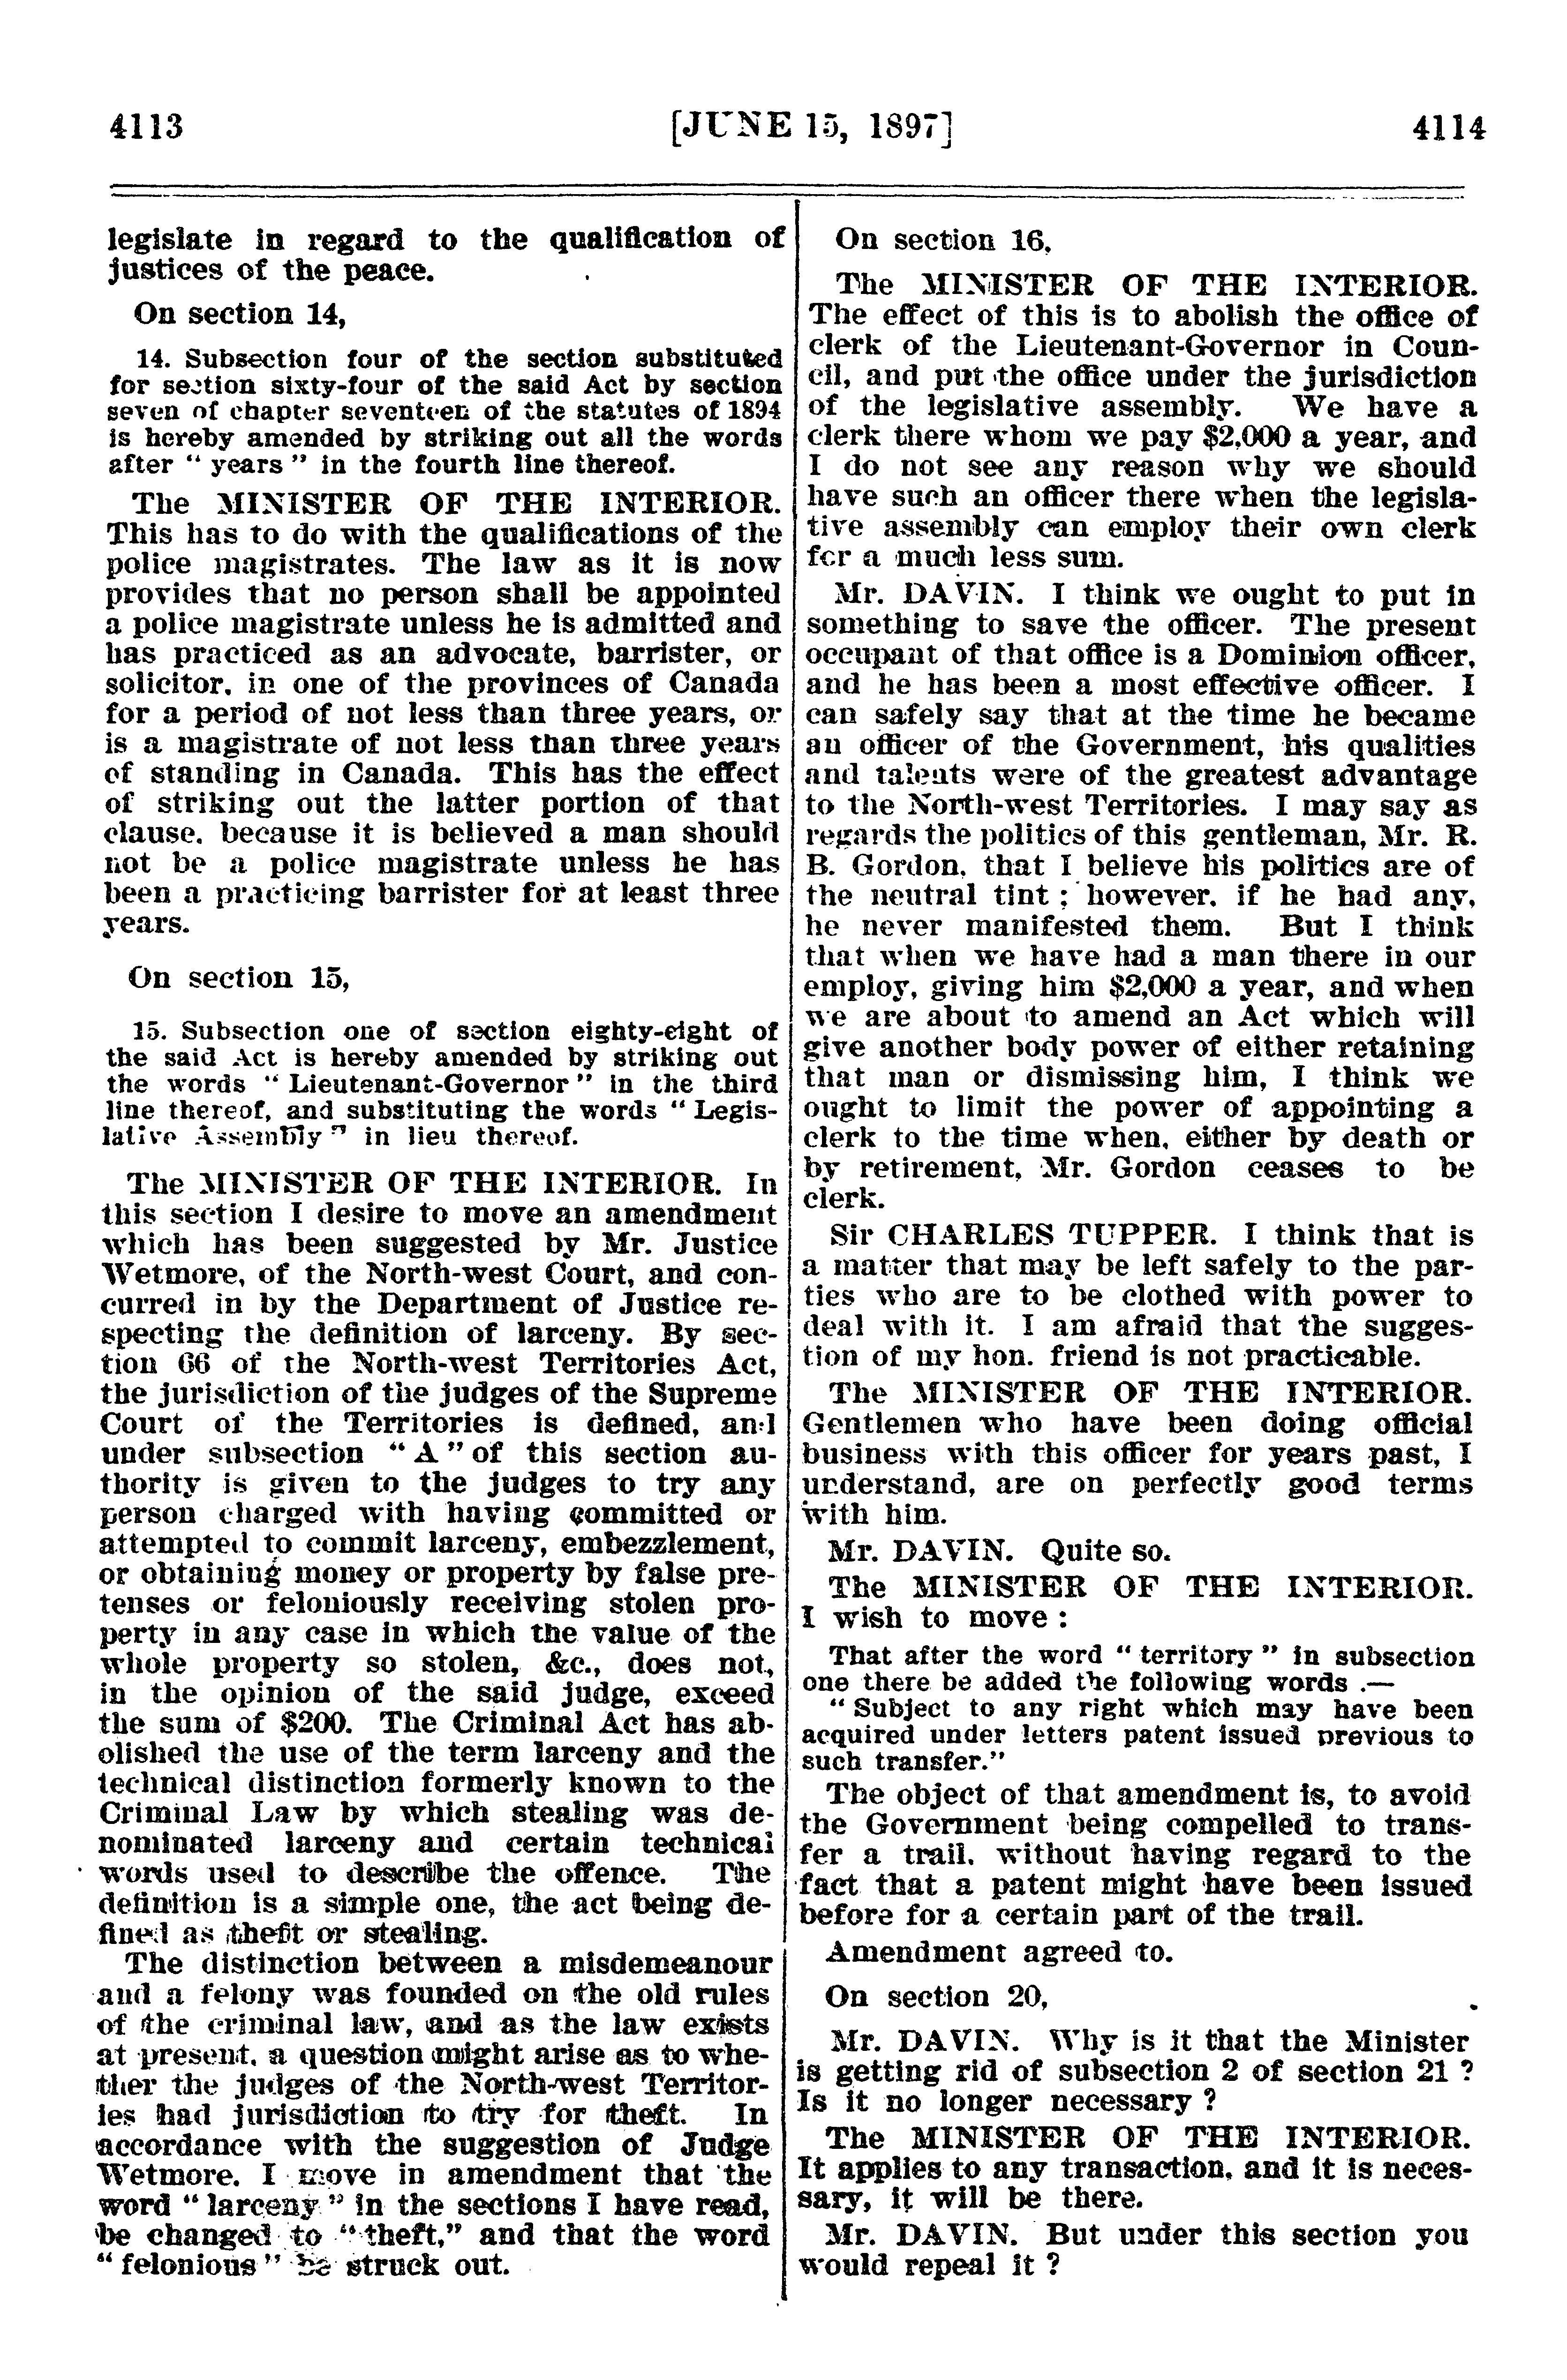 4113
[JUNE 15, 1897]
4114
legislate in regard to the qualification of
justices of the peace.
On section 14,
14. Subsection four of the section substituted
for section sixty-four of the said Act by section
seven of chapter seventeen of the statutes of 1894
is hereby amended by striking out all the words
after " years " in the fourth line thereof.
The MINISTER OF THE INTERIOR.
This has to do with the qualifications of the
police magistrates. The law as it is now
provides that no person shall be appointed
a police magistrate unless he is admitted and
has practiced as an advocate, barrister, or
solicitor, in one of the provinces of Canada
for a period of not less than three years, or
is a magistrate of not less than three years
of standing in Canada. This has the effect
of striking out the latter portion of that
clause, because it is believed a man should
not be a police magistrate unless he has
been a practicing barrister for at least three
years.
On section 15,
15. Subsection one of section eighty-eight of
the said Act is hereby amended by striking out
the words " Lieutenant-Governor " in the third
line thereof, and substituting the words " Legis-
lative Assembly " in lieu thereof.
The MINISTER OF THE INTERIOR. In
this section I desire to move an amendment
which has been suggested by Mr. Justice
Wetmore, of the North-west Court, and con-
curred in by the Department of Justice re-
specting the definition of larceny. By sec-
tion 66 of the North-west Territories Act,
the jurisdiction of the judges of the Supreme
Court of the Territories is defined, and
under subsection " A " of this section au-
thority is given to the judges to try any
person charged with having committed or
attempted to commit larceny, embezzlement,
or obtaining money or property by false pre-
tenses or feloniously receiving stolen pro-
perty in any case in which the value of the
whole property so stolen, &c., does not,
in the opinion of the said judge, exceed
the sum of $200. The Criminal Act has ab-
olished the use of the term larceny and the
technical distinction formerly known to the
Criminal Law by which stealing was de-
nominated larceny and certain technical
words used to describe the offence. The
definition is a simple one, the act being de-
fined as theft or stealing.
The distinction between a misdemeanour
and a felony was founded on the old rules
of the criminal law, and as the law exists
at present, a question might arise as to whe-
ther the judges of the North-west Territor-
ies had jurisdiction to try for theft. In
accordance with the suggestion of Judge
Wetmore, I move in amendment that the
word " larceny " in the sections I have read,
be changed to " theft," and that the word
" felonious " be struck out.
On section 16,
The MINISTER OF THE INTERIOR.
The effect of this is to abolish the office of
clerk of the Lieutenant-Governor in Coun-
cil, and put the office under the jurisdiction
of the legislative assembly. We have a
clerk there whom we pay $2,000 a year, and
I do not see any reason why we should
have such an officer there when the legisla-
tive assembly can employ their own clerk
for a much less sum.
Mr. DAVIN. I think we ought to put in
something to save the officer. The present
occupant of that office is a Dominion officer,
and he has been a most effective officer. I
can safely say that at the time he became
an officer of the Government, his qualities
and talents were of the greatest advantage
to the North-west Territories. I may say as
regards the politics of this gentleman, Mr. R.
B. Gordon, that I believe his politics are of
the neutral tint ; however, if he had any,
he never manifested them. But I think
that when we have had a man there in our
employ, giving him $2,000 a year, and when
we are about to amend an Act which will
give another body power of either retaining
that man or dismissing him, I think we
ought to limit the power of appointing a
clerk to the time when, either by death or
by retirement, Mr. Gordon ceases to be
clerk.
Sir CHARLES TUPPER. I think that is
a matter that may be left safely to the par-
ties who are to be clothed with power to
deal with it. I am afraid that the sugges-
tion of my hon. friend is not practicable.
The MINISTER OF THE INTERIOR.
Gentlemen who have been doing official
business with this officer for years past, I
understand, are on perfectly good terms
with him.
Mr. DAVIN. Quite so.
The MINISTER OF THE INTERIOR.
I wish to move :
That after the word " territory " in subsection
one there be added the following words .—
" Subject to any right which may have been
acquired under letters patent issued previous to
such transfer."
The object of that amendment is, to avoid
the Government being compelled to trans-
fer a trail, without having regard to the
fact that a patent might have been issued
before for a certain part of the trail.
Amendment agreed to.
On section 20,
Mr. DAVIN. Why is it that the Minister
is getting rid of subsection 2 of section 21 ?
Is it no longer necessary ?
The MINISTER OF THE INTERIOR.
It applies to any transaction, and it is neces-
sary, it will be there.
Mr. DAVIN. But under this section you
would repeal it ?